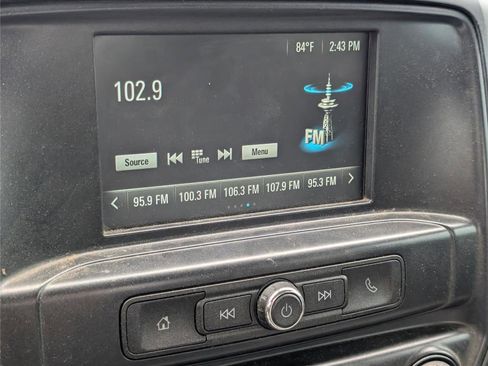 84°F 2:43 PM
102.9
FM
Source Tune Menu
95.9 FM 100.3 FM 106.3 FM 107.9 FM 95.3 FM